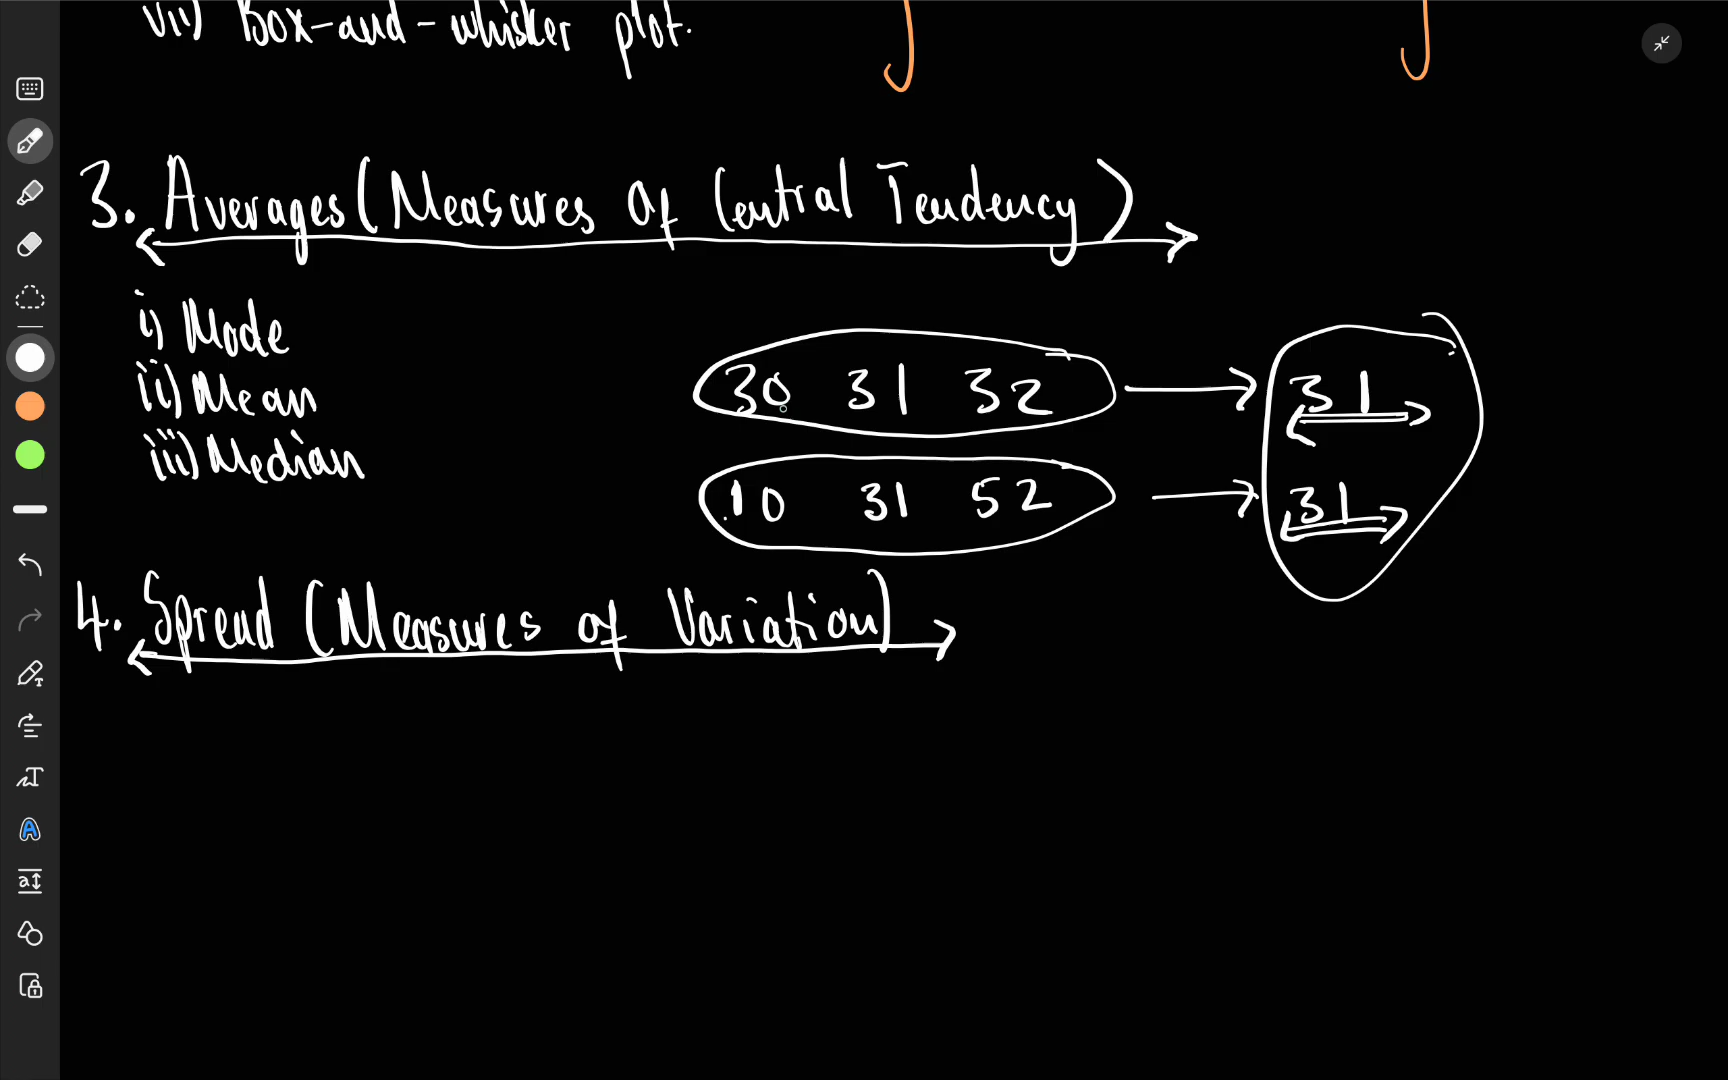 vii) Box-and-whisker plot.
3. Averages (Measures of Central Tendency)
i) Mode
ii) Mean
iii) Median
30 31 32 → 31
10 31 52 → 31
4. Spread (Measures of Variation)